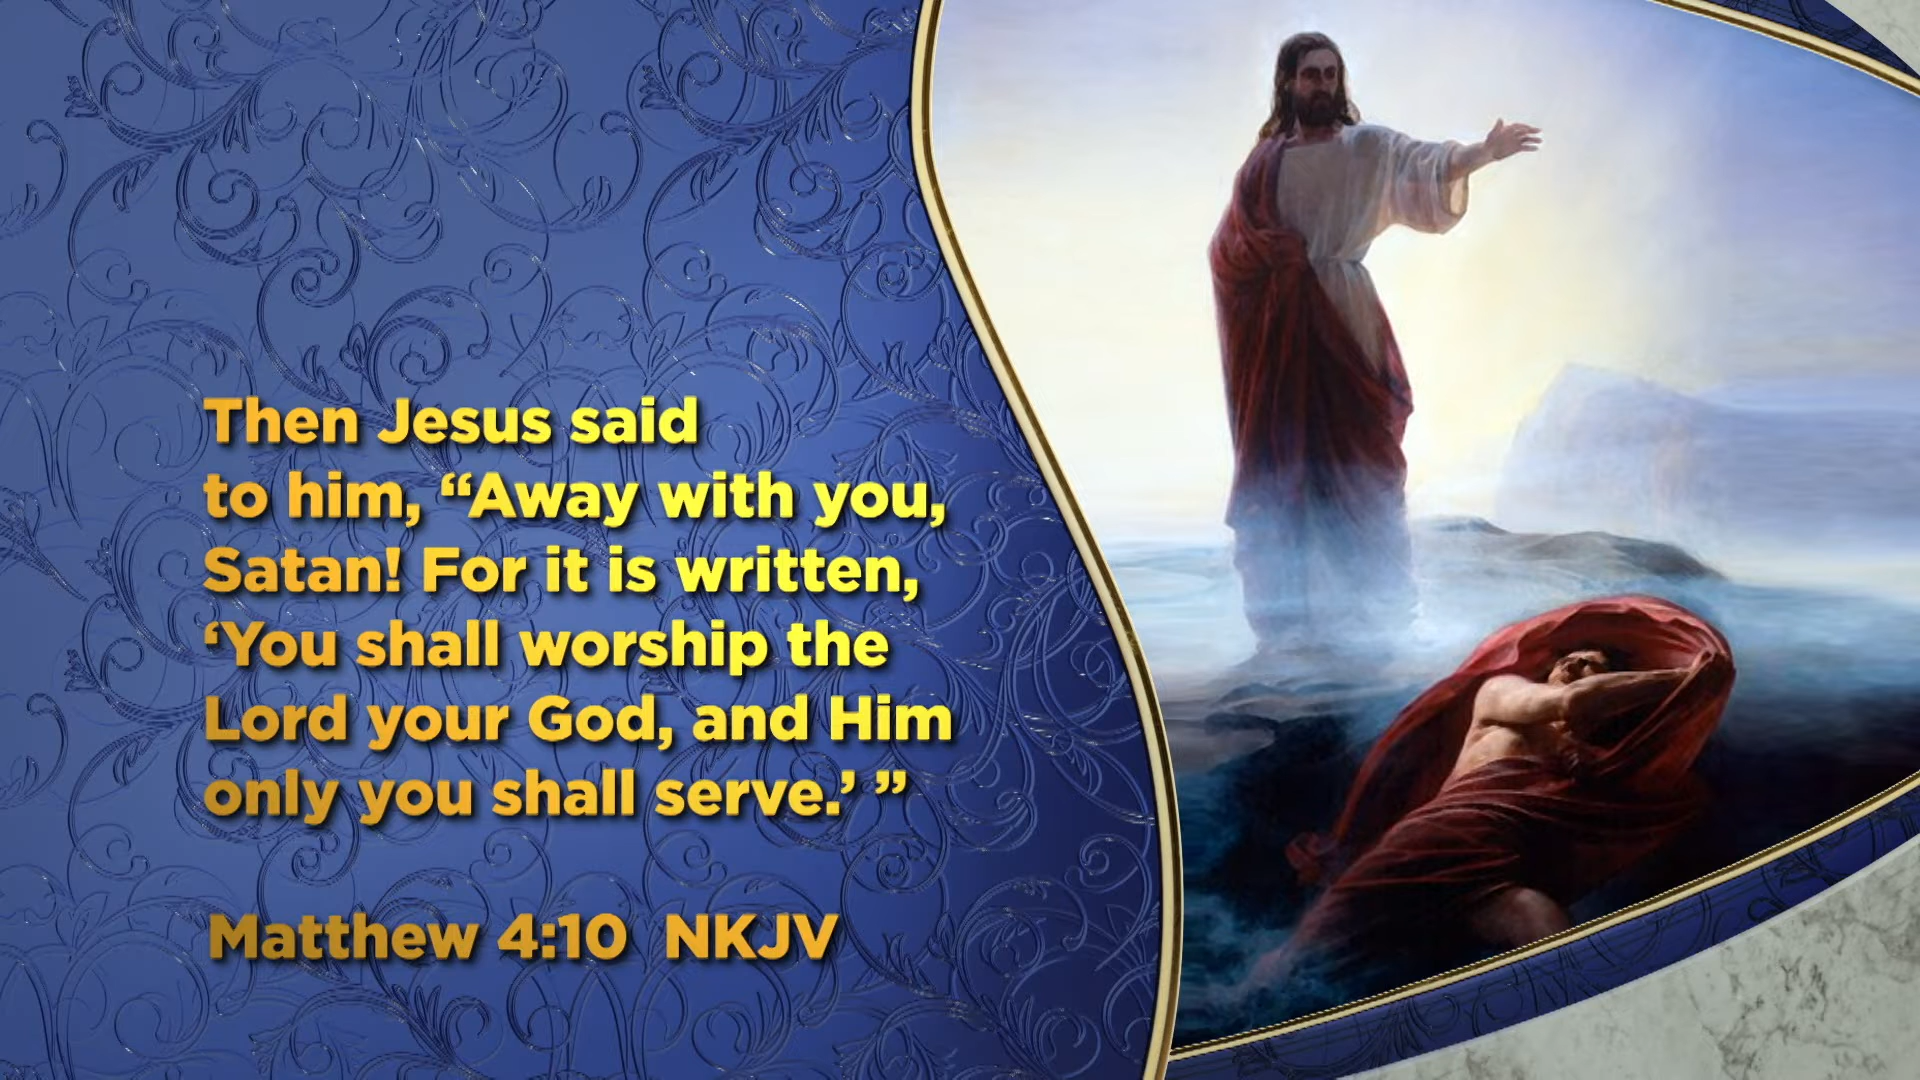 Then Jesus said
to him, “Away with you,
Satan! For it is written,
‘You shall worship the
Lord your God, and Him
only you shall serve.’ ”
Matthew 4:10 NKJV